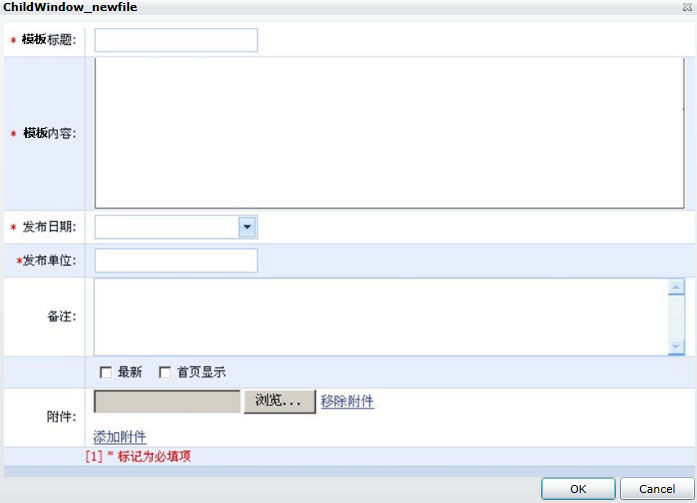 ChildWindow_newfile
* 模板标题:
* 模板内容:
* 发布日期:
*发布单位:
备注:
最新 首页显示
附件: 浏览... 移除附件
添加附件
[1] * 标记为必填项
OK Cancel